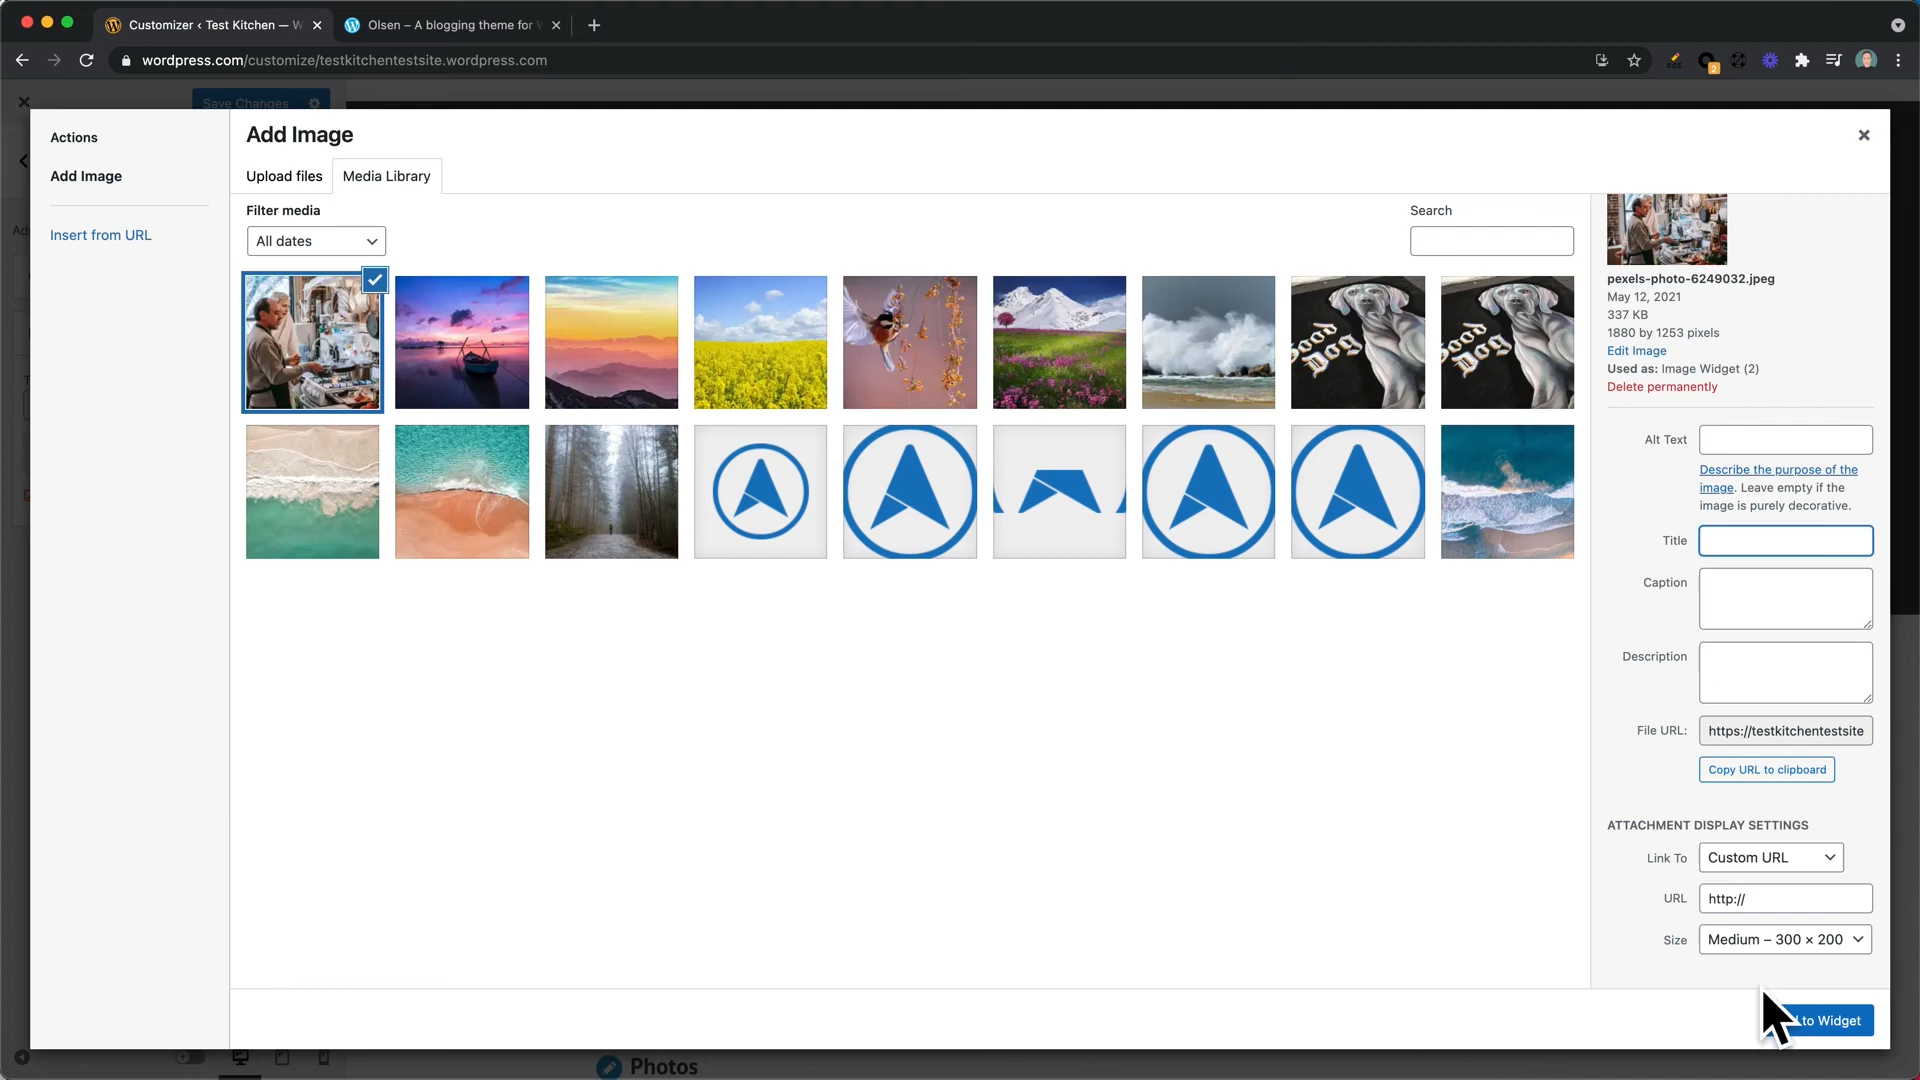 Customizer ‹ Test Kitchen — W
Olsen – A blogging theme for W
wordpress.com/customize/testkitchentestsite.wordpress.com
2
Save Changes
Actions
Add Image
Insert from URL
Add Image
Upload files
Media Library
Filter media
All dates
Search
Good Dog
Good Dog
pexels-photo-6249032.jpeg
May 12, 2021
337 KB
1880 by 1253 pixels
Edit Image
Used as: Image Widget (2)
Delete permanently
Alt Text
Describe the purpose of the
image. Leave empty if the
image is purely decorative.
Title
Caption
Description
File URL:
https://testkitchentestsite
Copy URL to clipboard
ATTACHMENT DISPLAY SETTINGS
Link To
Custom URL
URL
http://
Size
Medium – 300 × 200
to Widget
Photos